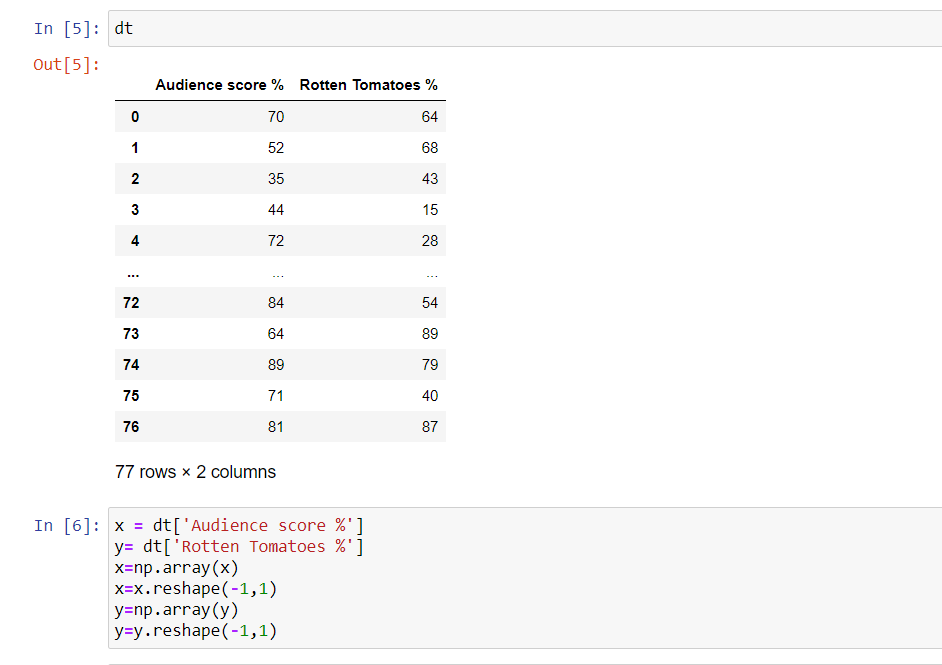 In [5]: dt
Out[5]:
Audience score % Rotten Tomatoes %
0 70 64
1 52 68
2 35 43
3 44 15
4 72 28
... ... ...
72 84 54
73 64 89
74 89 79
75 71 40
76 81 87
77 rows × 2 columns
In [6]: x = dt['Audience score %']
y= dt['Rotten Tomatoes %']
x=np.array(x)
x=x.reshape(-1,1)
y=np.array(y)
y=y.reshape(-1,1)